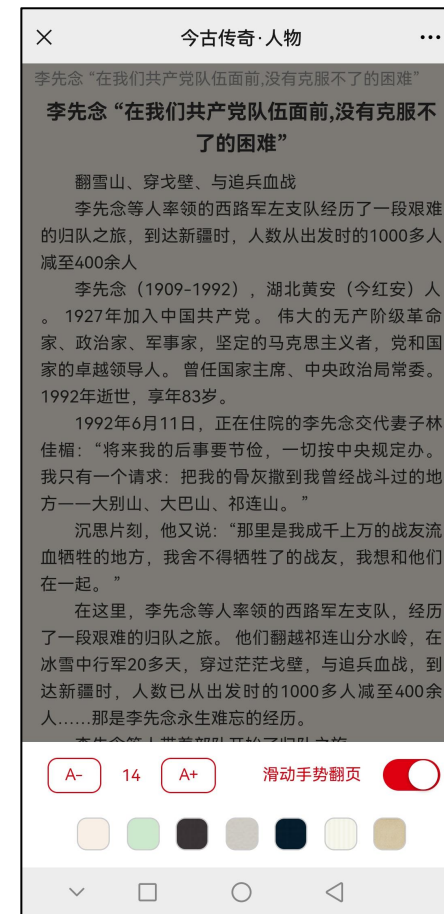 今古传奇·人物
李先念 “在我们共产党队伍面前,没有克服不了的困难”
李先念 “在我们共产党队伍面前,没有克服不
了的困难”
翻雪山、穿戈壁、与追兵血战
李先念等人率领的西路军左支队经历了一段艰难
的归队之旅，到达新疆时，人数从出发时的1000多人
减至400余人
李先念（1909-1992），湖北黄安（今红安）人
。 1927年加入中国共产党。 伟大的无产阶级革命
家、政治家、军事家，坚定的马克思主义者，党和国
家的卓越领导人。 曾任国家主席、中央政治局常委。
1992年逝世，享年83岁。
1992年6月11日，正在住院的李先念交代妻子林
佳楣：“将来我的后事要节俭，一切按中央规定办。
我只有一个请求：把我的骨灰撒到我曾经战斗过的地
方——大别山、大巴山、祁连山。”
沉思片刻，他又说：“那里是我成千上万的战友流
血牺牲的地方，我舍不得牺牲了的战友，我想和他们
在一起。”
在这里，李先念等人率领的西路军左支队，经历
了一段艰难的归队之旅。 他们翻越祁连山分水岭，在
冰雪中行军20多天，穿过茫茫戈壁，与追兵血战，到
达新疆时，人数已从出发时的1000多人减至400余
人……那是李先念永生难忘的经历。
李先念等人带着部队开始了归队之旅
A- 14 A+ 滑动手势翻页